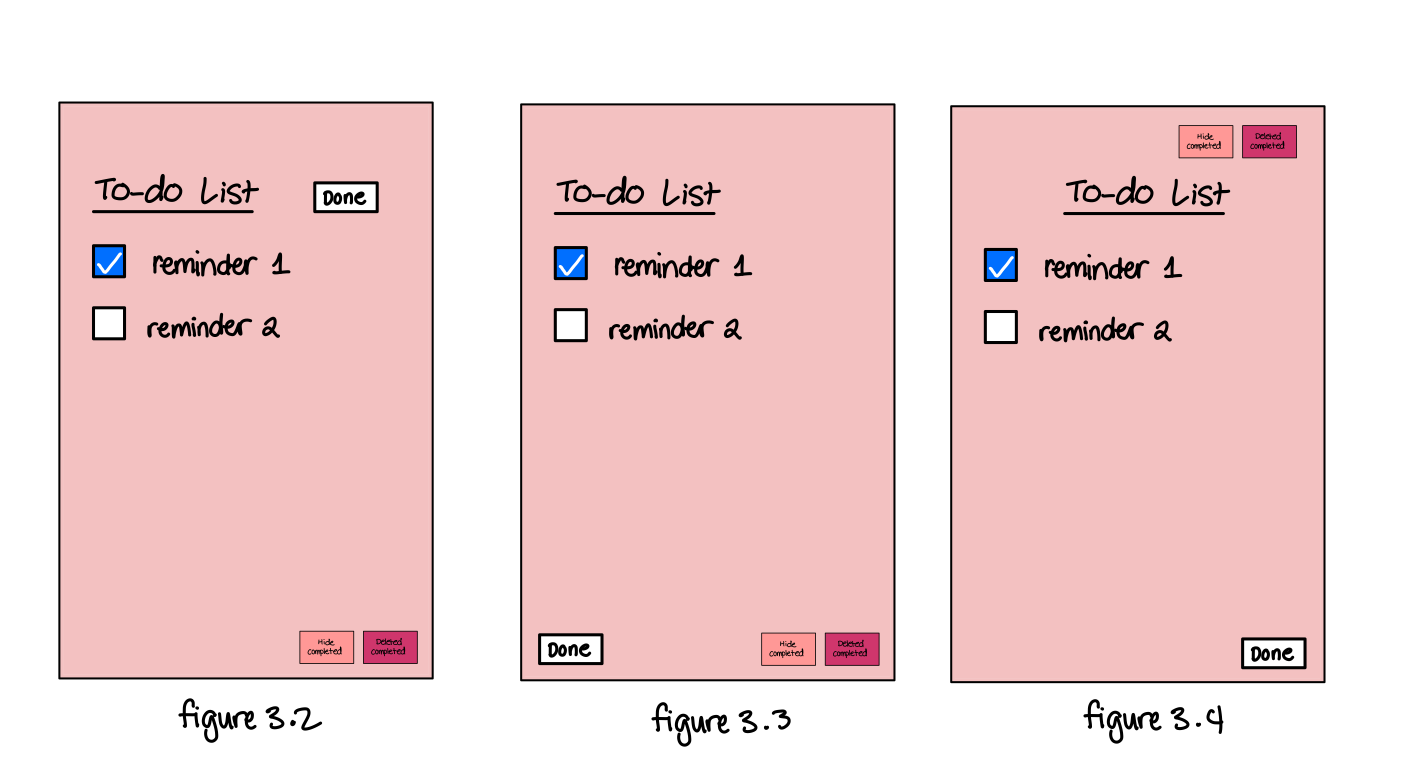 To-do List
Done
reminder 1
reminder 2
Hide
completed
Deleted
completed
figure 3.2
To-do List
reminder 1
reminder 2
Done
Hide
completed
Deleted
completed
figure 3.3
Hide
completed
Deleted
completed
To-do List
reminder 1
reminder 2
Done
figure 3.4